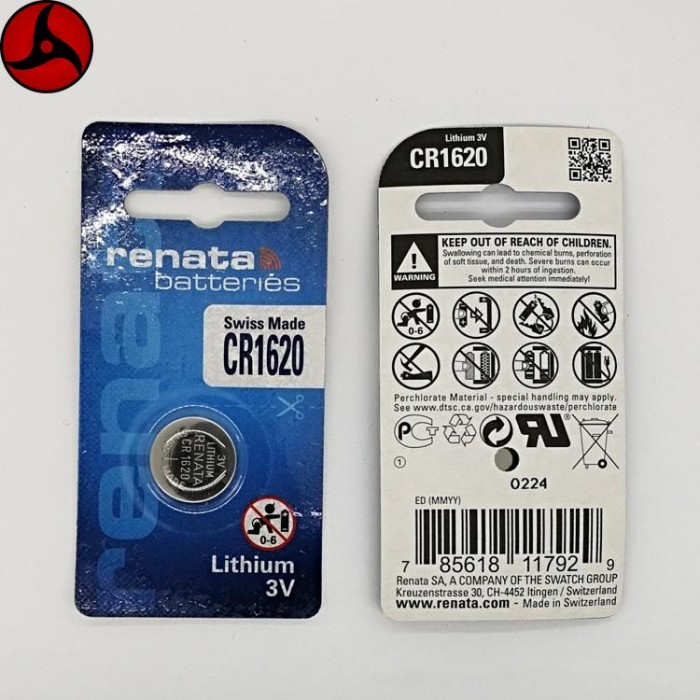 renata
batteries
Swiss Made
CR1620
3V
LITHIUM
RENATA
CR 1620
0-6
Lithium
3V
Lithium 3V
CR1620
KEEP OUT OF REACH OF CHILDREN.
Swallowing can lead to chemical burns, perforation
of soft tissue, and death. Severe burns can occur
within 2 hours of ingestion.
Seek medical attention immediately!
WARNING
0-6
Perchlorate Material - special handling may apply.
See www.dtsc.ca.gov/hazardouswaste/perchlorate
1
0224
ED (MMYY)
7 85618 11792 9
Renata SA, A COMPANY OF THE SWATCH GROUP
Kreuzenstrasse 30, CH-4452 Itingen / Switzerland
www.renata.com - Made in Switzerland